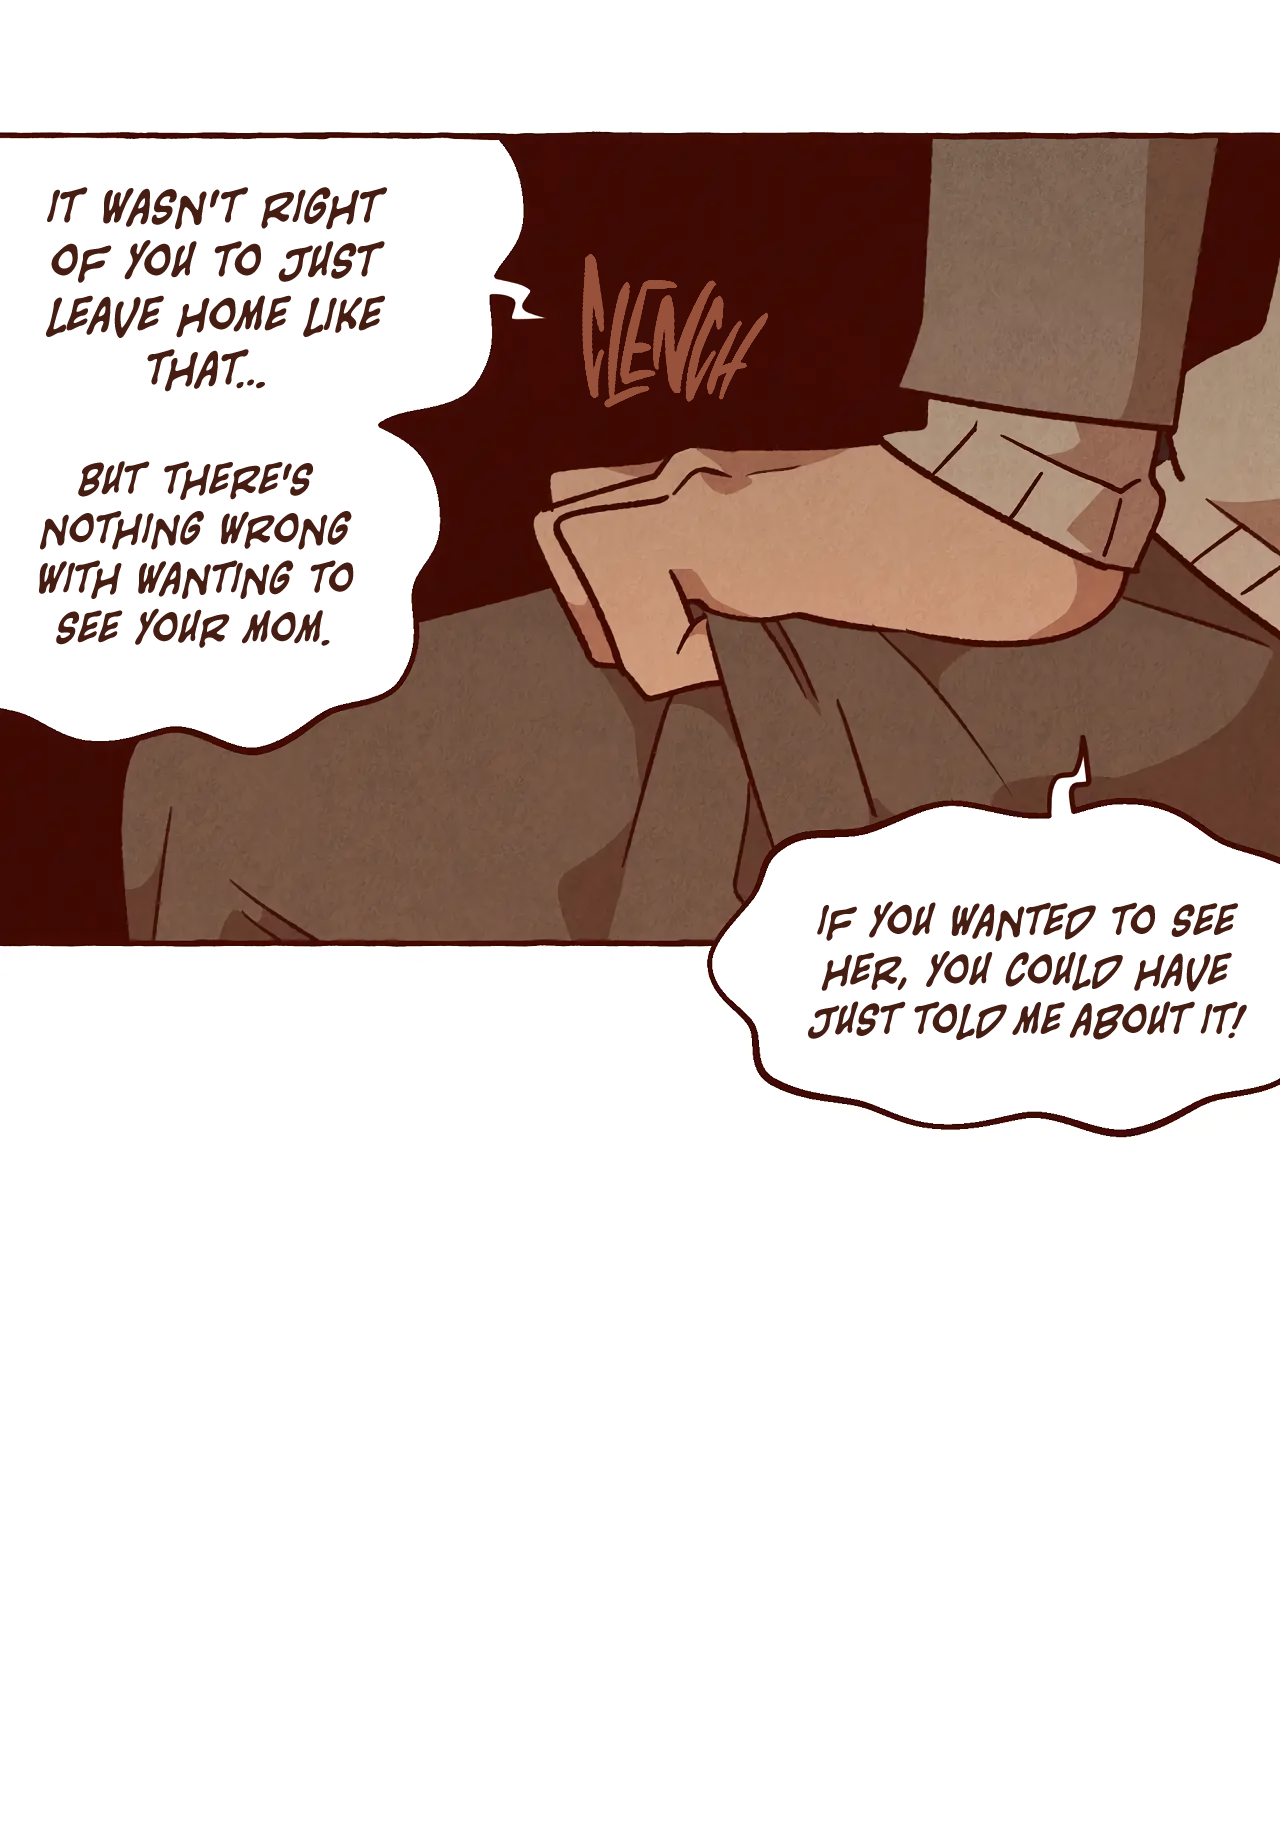 IT WASN'T RIGHT
OF YOU TO JUST
LEAVE HOME LIKE
THAT...
CLENCH
BUT THERE'S
NOTHING WRONG
WITH WANTING TO
SEE YOUR MOM.
IF YOU WANTED TO SEE
HER, YOU COULD HAVE
JUST TOLD ME ABOUT IT!